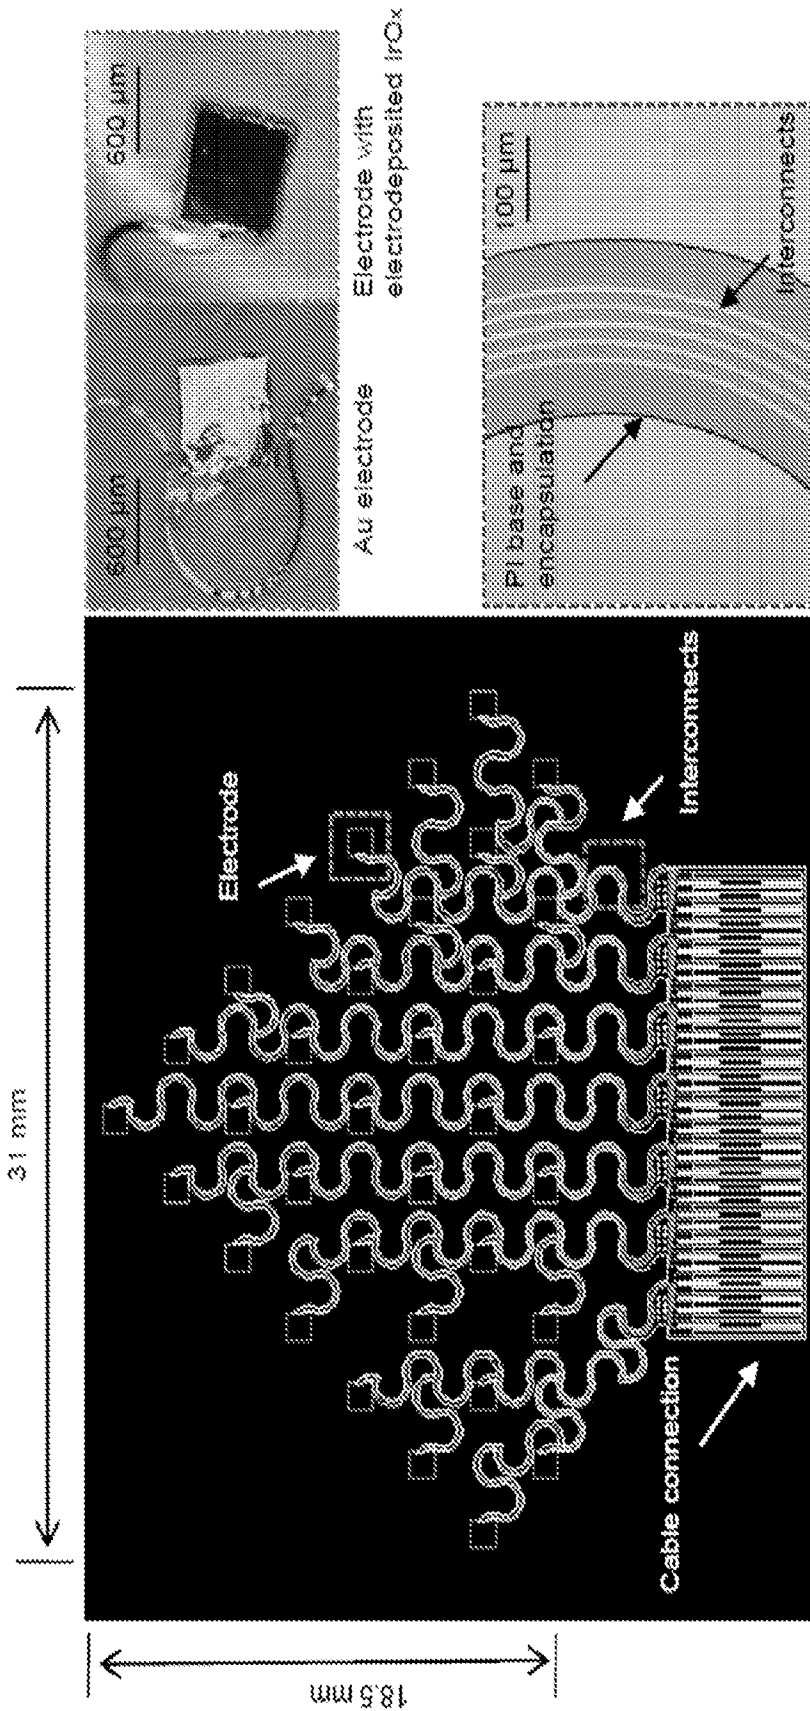 31 mm
18.5 mm
Electrode
Interconnects
Cable connection
600 μm
600 μm
Au electrode
Electrode with
electrodeposited IrOx
PI base and
encapsulation
100 μm
Interconnects